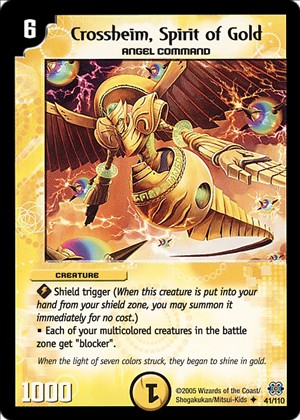 6
Crossheim, Spirit of Gold
ANGEL COMMAND
CREATURE
Shield trigger (When this creature is put into your
hand from your shield zone, you may summon it
immediately for no cost.)
• Each of your multicolored creatures in the battle
zone get "blocker".
When the light of seven colors struck, they began to shine gold.
1000
1
©2005 Wizards of the Coast/
Shogakukan/Mitsui-Kids ✦ 41/110